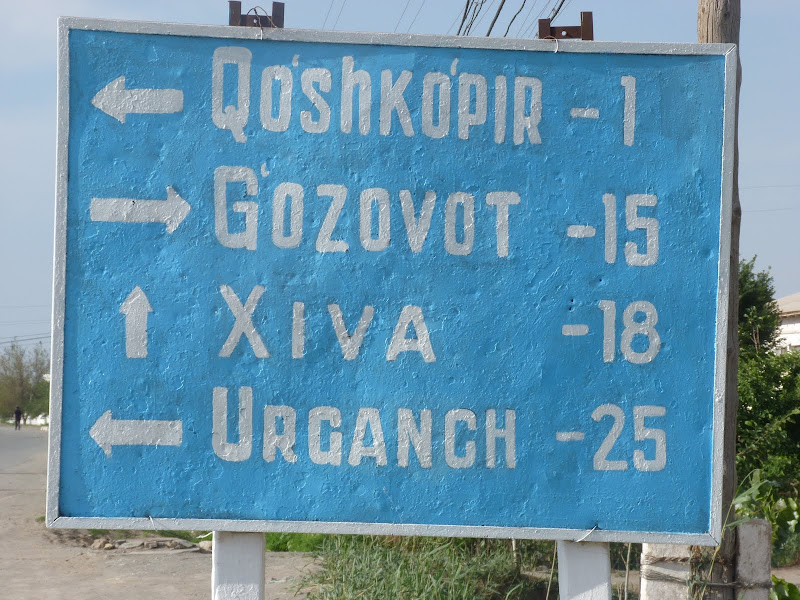 ← Qo'shko'pir - 1
→ G'ozovot - 15
↑ Xiva - 18
← Urganch - 25